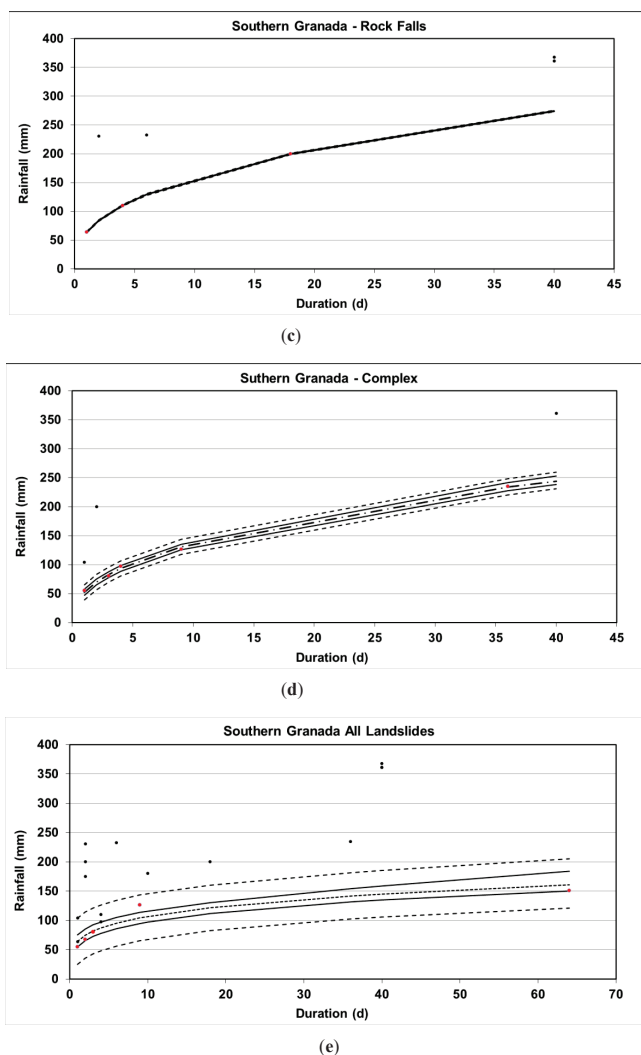 Southern Granada - Rock Falls
400
350
300
250
200
150
100
50
0
Rainfall (mm)
0 5 10 15 20 25 30 35 40 45
Duration (d)
(c)
Suthern Granada - Complex
400
350
300
250
200
150
100
50
0
Rainfall (mm)
0 5 10 15 20 25 30 35 40 45
Duration (d)
(d)
Southern Granada All Landslides
400
350
300
250
200
150
100
50
0
Rainfall (mm)
0 10 20 30 40 50 60 70
Duration (d)
(e)